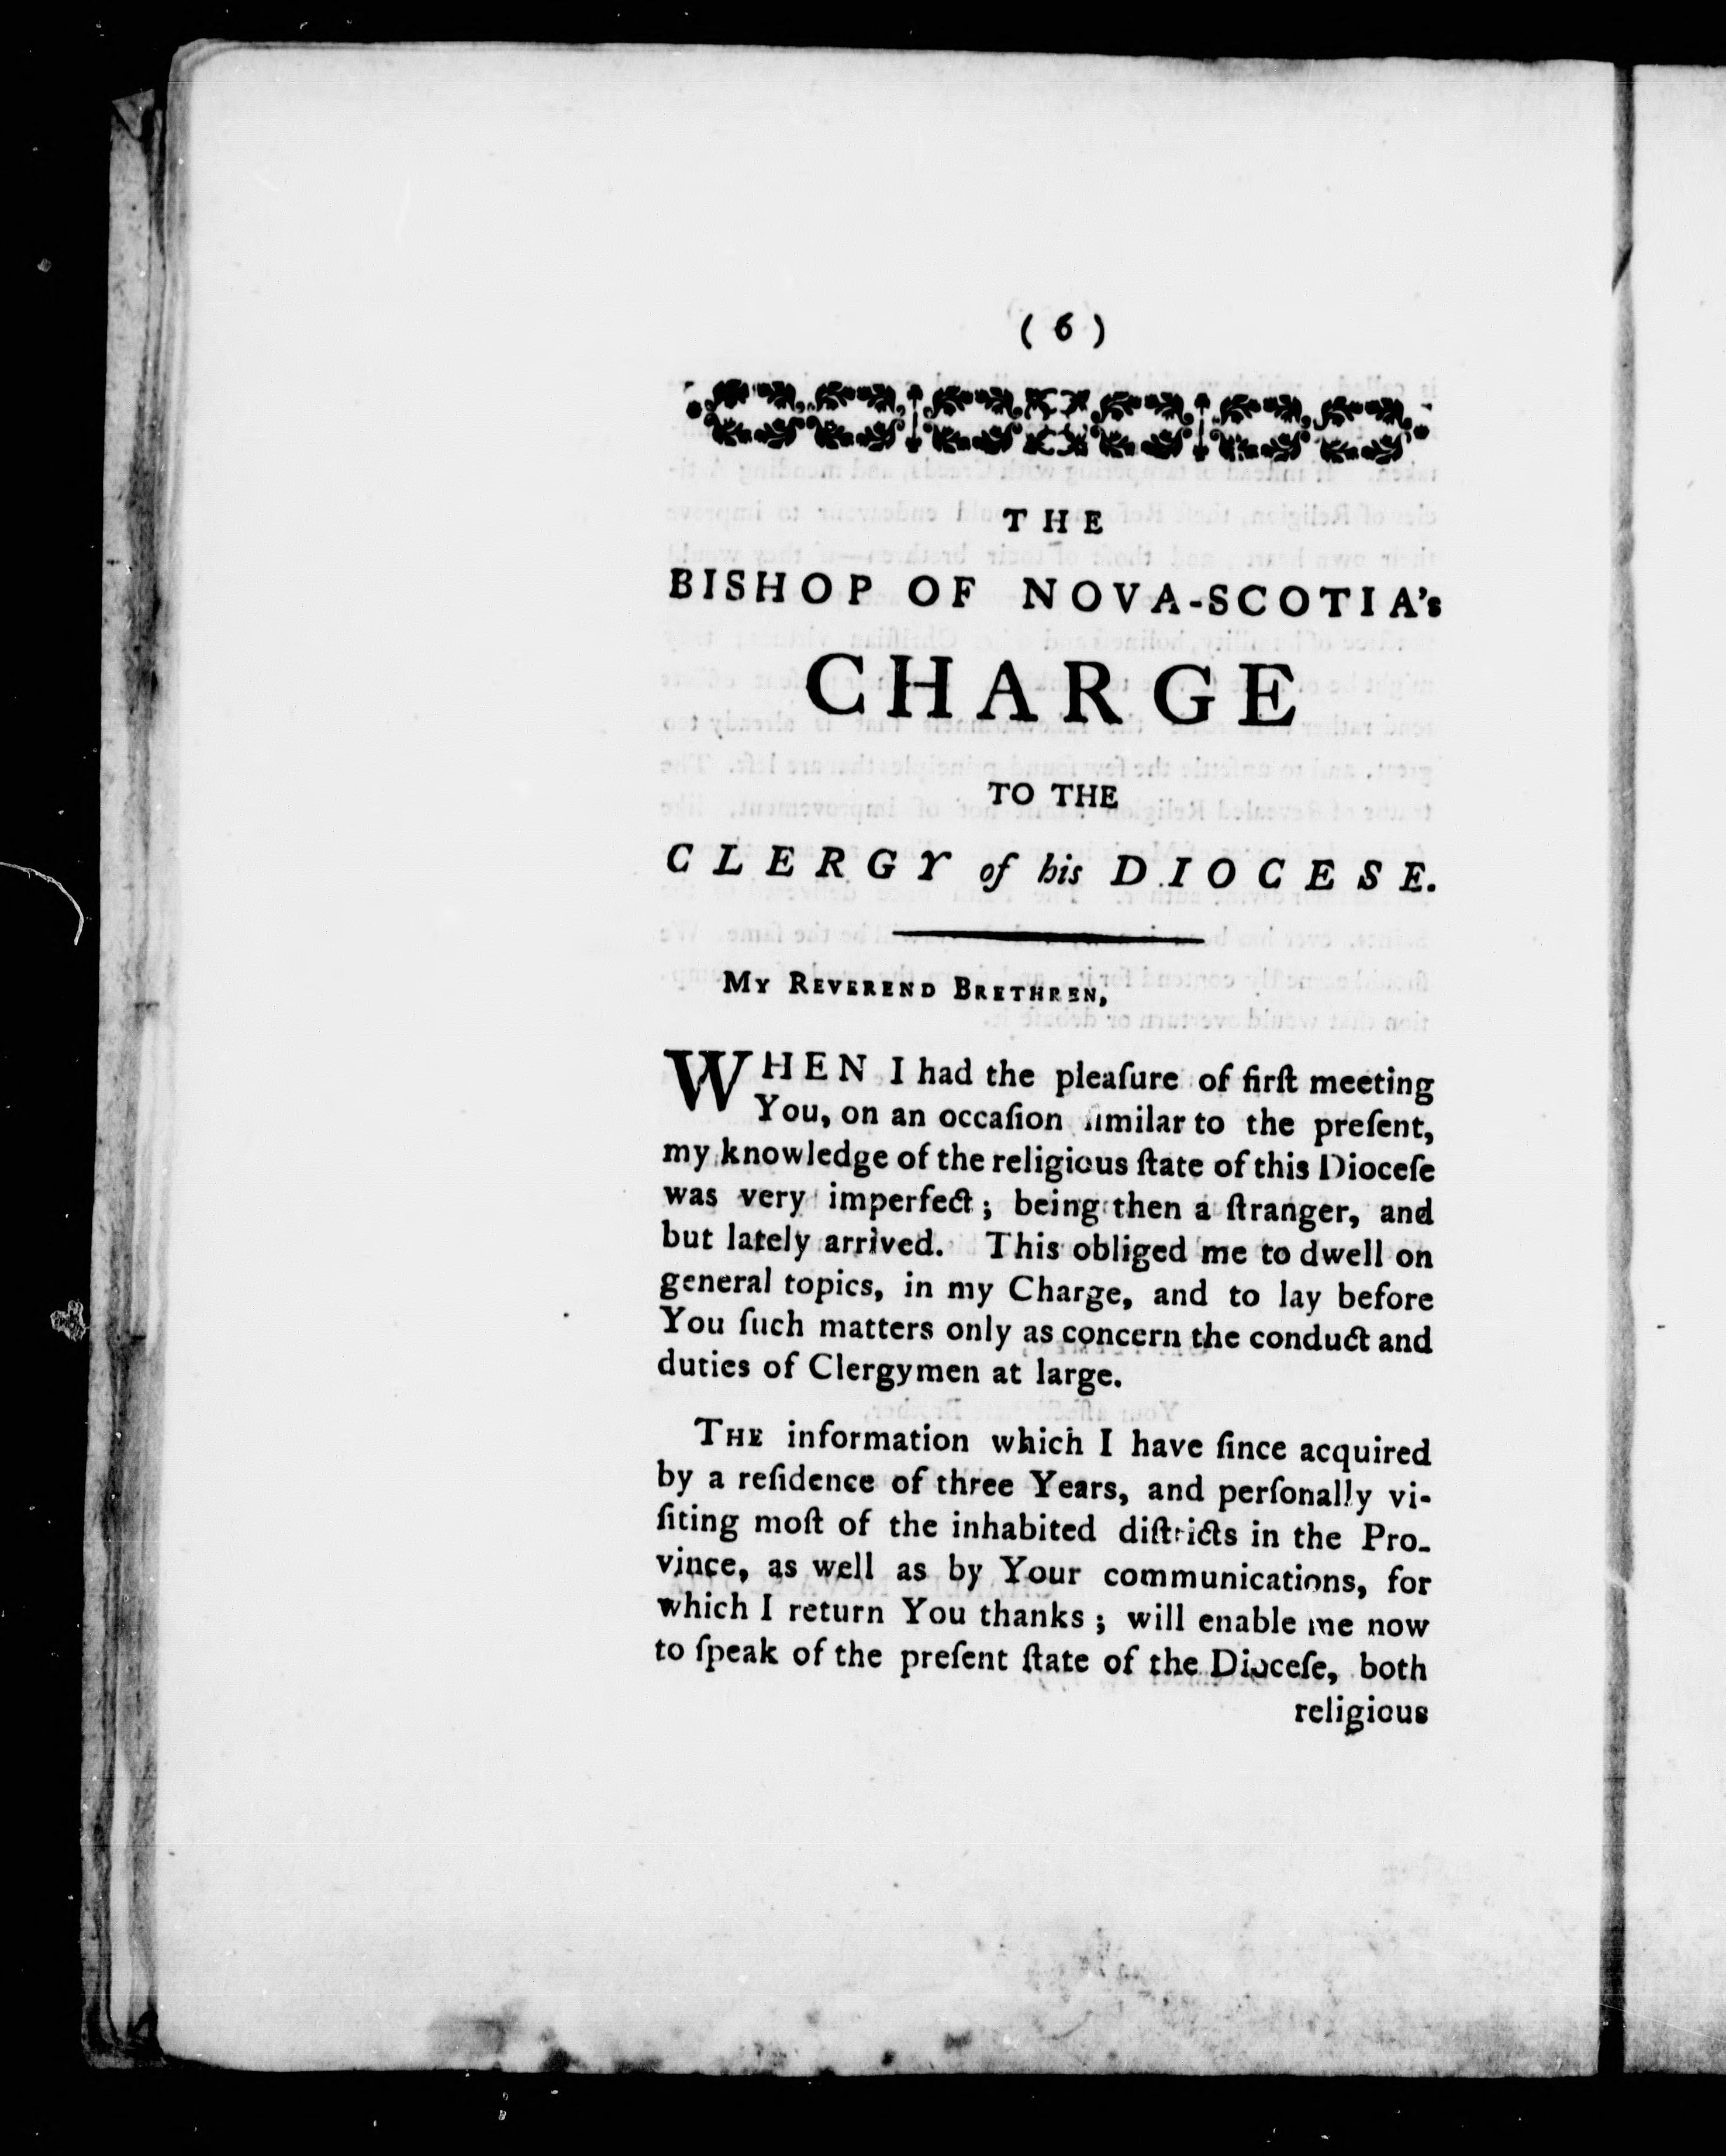 ( 6 )
THE
BISHOP OF NOVA-SCOTIA's
CHARGE
TO THE
CLERGY of his DIOCESE.
MY REVEREND BRETHREN,
WHEN I had the pleaſure of firſt meeting
You, on an occaſion ſimilar to the preſent,
my knowledge of the religious ſtate of this Dioceſe
was very imperfect; being then a ſtranger, and
but lately arrived. This obliged me to dwell on
general topics, in my Charge, and to lay before
You ſuch matters only as concern the conduct and
duties of Clergymen at large.
THE information which I have ſince acquired
by a reſidence of three Years, and perſonally vi-
ſiting moſt of the inhabited diſtricts in the Pro-
vince, as well as by Your communications, for
which I return You thanks; will enable me now
to ſpeak of the preſent ſtate of the Dioceſe, both
religious